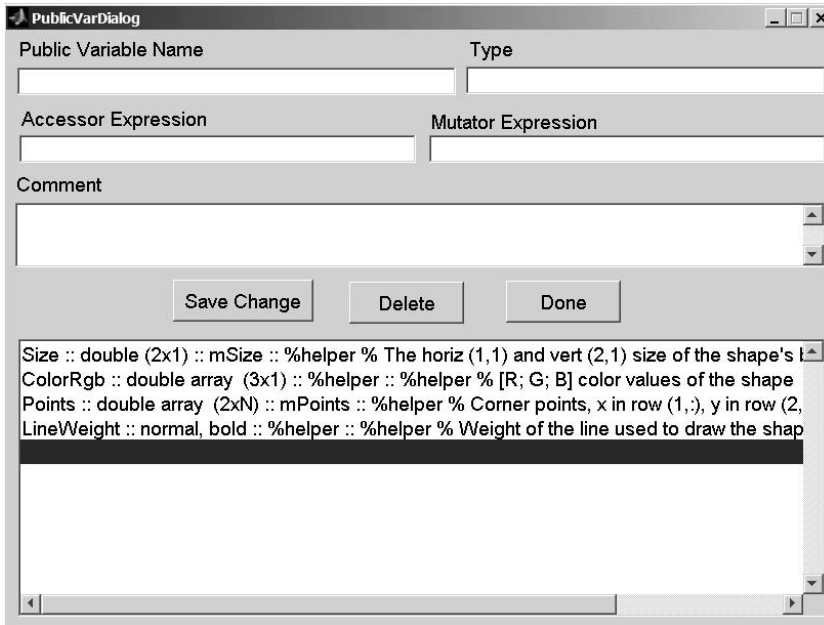 PublicVarDialog
Public Variable Name
Type
Accessor Expression
Mutator Expression
Comment
Save Change
Delete
Done
Size :: double (2x1) :: mSize :: %helper % The horiz (1,1) and vert (2,1) size of the shape's
ColorRgb :: double array (3x1) :: %helper :: %helper % [R; G; B] color values of the shape
Points :: double array (2xN) :: mPoints :: %helper % Corner points, x in row (1,:), y in row (2,
LineWeight :: normal, bold :: %helper :: %helper % Weight of the line used to draw the shap